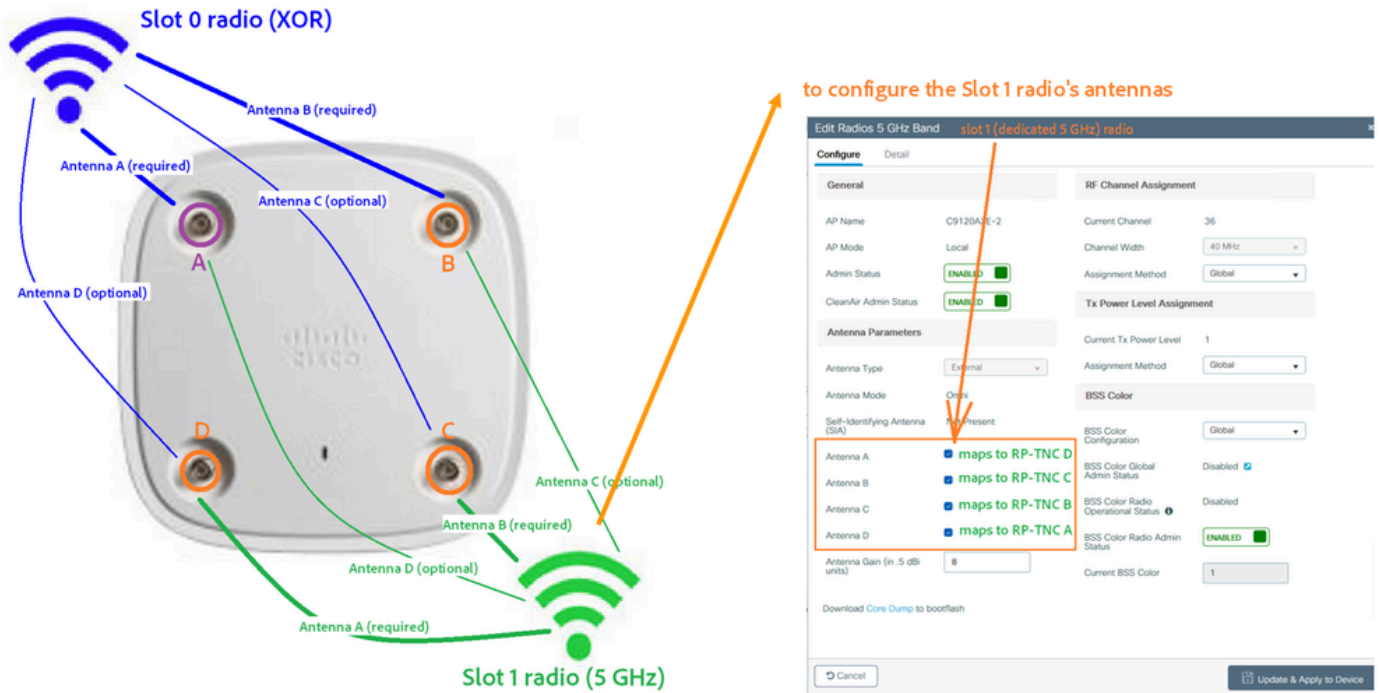 Slot 0 radio (XOR)
Antenna B (required)
Antenna A (required)
Antenna C (optional)
Antenna D (optional)
A
B
D
C
CISCO
Antenna C (optional)
Antenna B (required)
Antenna D (optional)
Antenna A (required)
Slot 1 radio (5 GHz)
to configure the Slot 1 radio's antennas
Edit Radios 5 GHz Band slot 1 (dedicated 5 GHz) radio
Configure Detail
General
AP Name C9120AXE-2
AP Mode Local
Admin Status ENABLED
CleanAir Admin Status ENABLED
Antenna Parameters
Antenna Type External
Antenna Mode Omni
Self-Identifying Antenna (SIA) Not Present
Antenna A maps to RP-TNC D
Antenna B maps to RP-TNC C
Antenna C maps to RP-TNC B
Antenna D maps to RP-TNC A
Antenna Gain (in .5 dBi units) 8
Download Core Dump to bootflash
RF Channel Assignment
Current Channel 36
Channel Width 40 MHz
Assignment Method Global
Tx Power Level Assignment
Current Tx Power Level 1
Assignment Method Global
BSS Color
BSS Color Configuration Global
BSS Color Global Admin Status Disabled
BSS Color Radio Operational Status Disabled
BSS Color Radio Admin Status ENABLED
Current BSS Color 1
Cancel
Update & Apply to Device